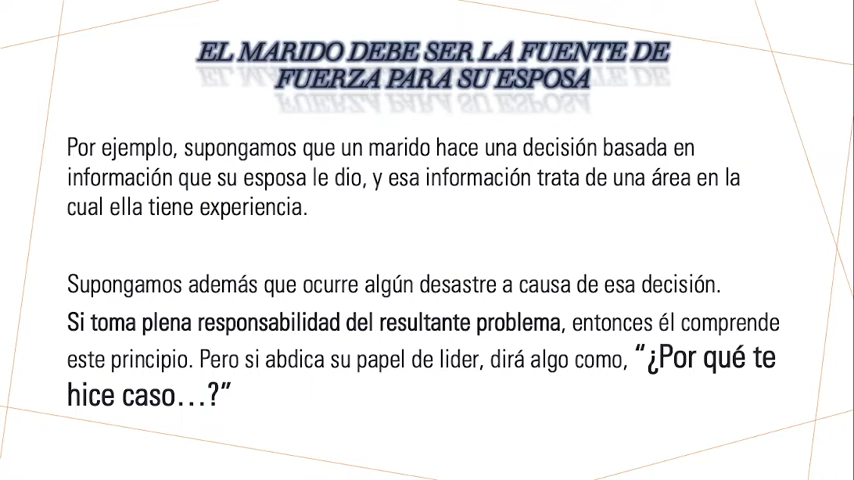 EL MARIDO DEBE SER LA FUENTE DE
FUERZA PARA SU ESPOSA
Por ejemplo, supongamos que un marido hace una decisión basada en
información que su esposa le dio, y esa información trata de una área en la
cual ella tiene experiencia.
Supongamos además que ocurre algún desastre a causa de esa decisión.
Si toma plena responsabilidad del resultante problema, entonces él comprende
este principio. Pero si abdica su papel de lider, dirá algo como, “¿Por qué te
hice caso…?”